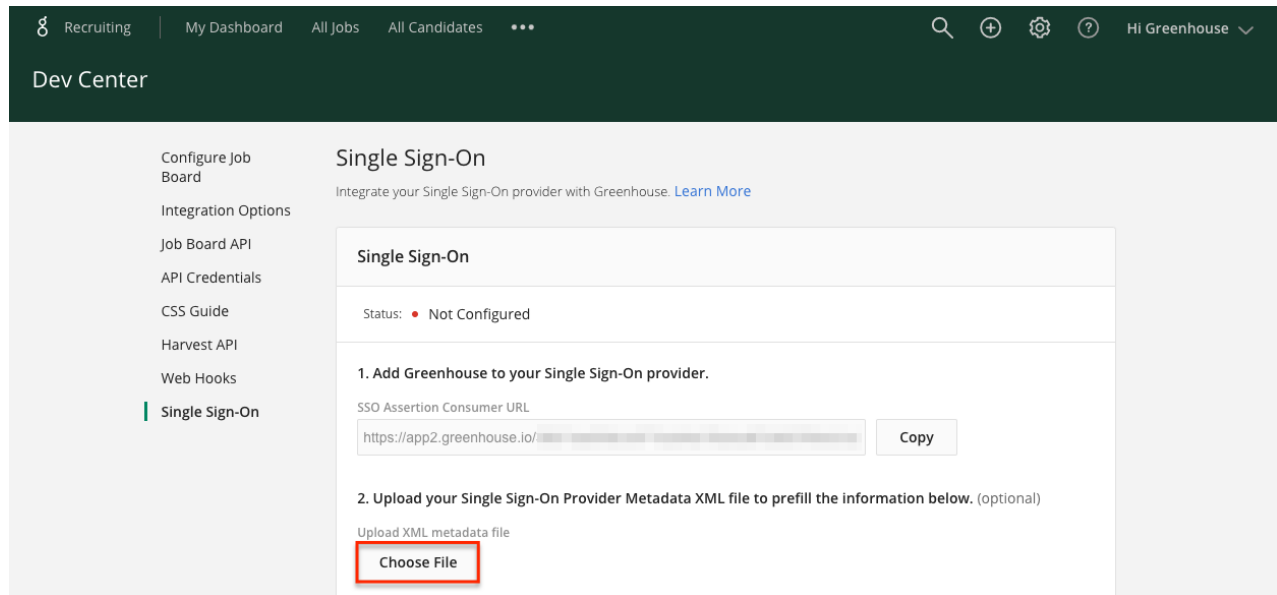 Recruiting My Dashboard All Jobs All Candidates ••• Hi Greenhouse
Dev Center
Configure Job
Board
Integration Options
Job Board API
API Credentials
CSS Guide
Harvest API
Web Hooks
Single Sign-On
Single Sign-On
Integrate your Single Sign-On provider with Greenhouse. Learn More
Single Sign-On
Status: • Not Configured
1. Add Greenhouse to your Single Sign-On provider.
SSO Assertion Consumer URL
https://app2.greenhouse.io/
Copy
2. Upload your Single Sign-On Provider Metadata XML file to prefill the information below. (optional)
Upload XML metadata file
Choose File